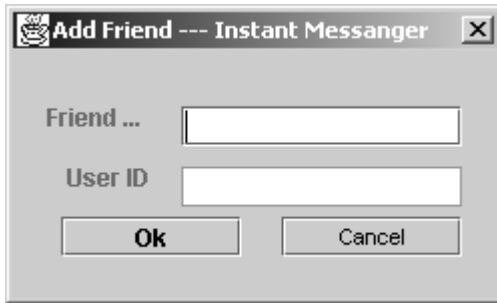 Add Friend --- Instant Messanger
Friend ...
User ID
Ok
Cancel